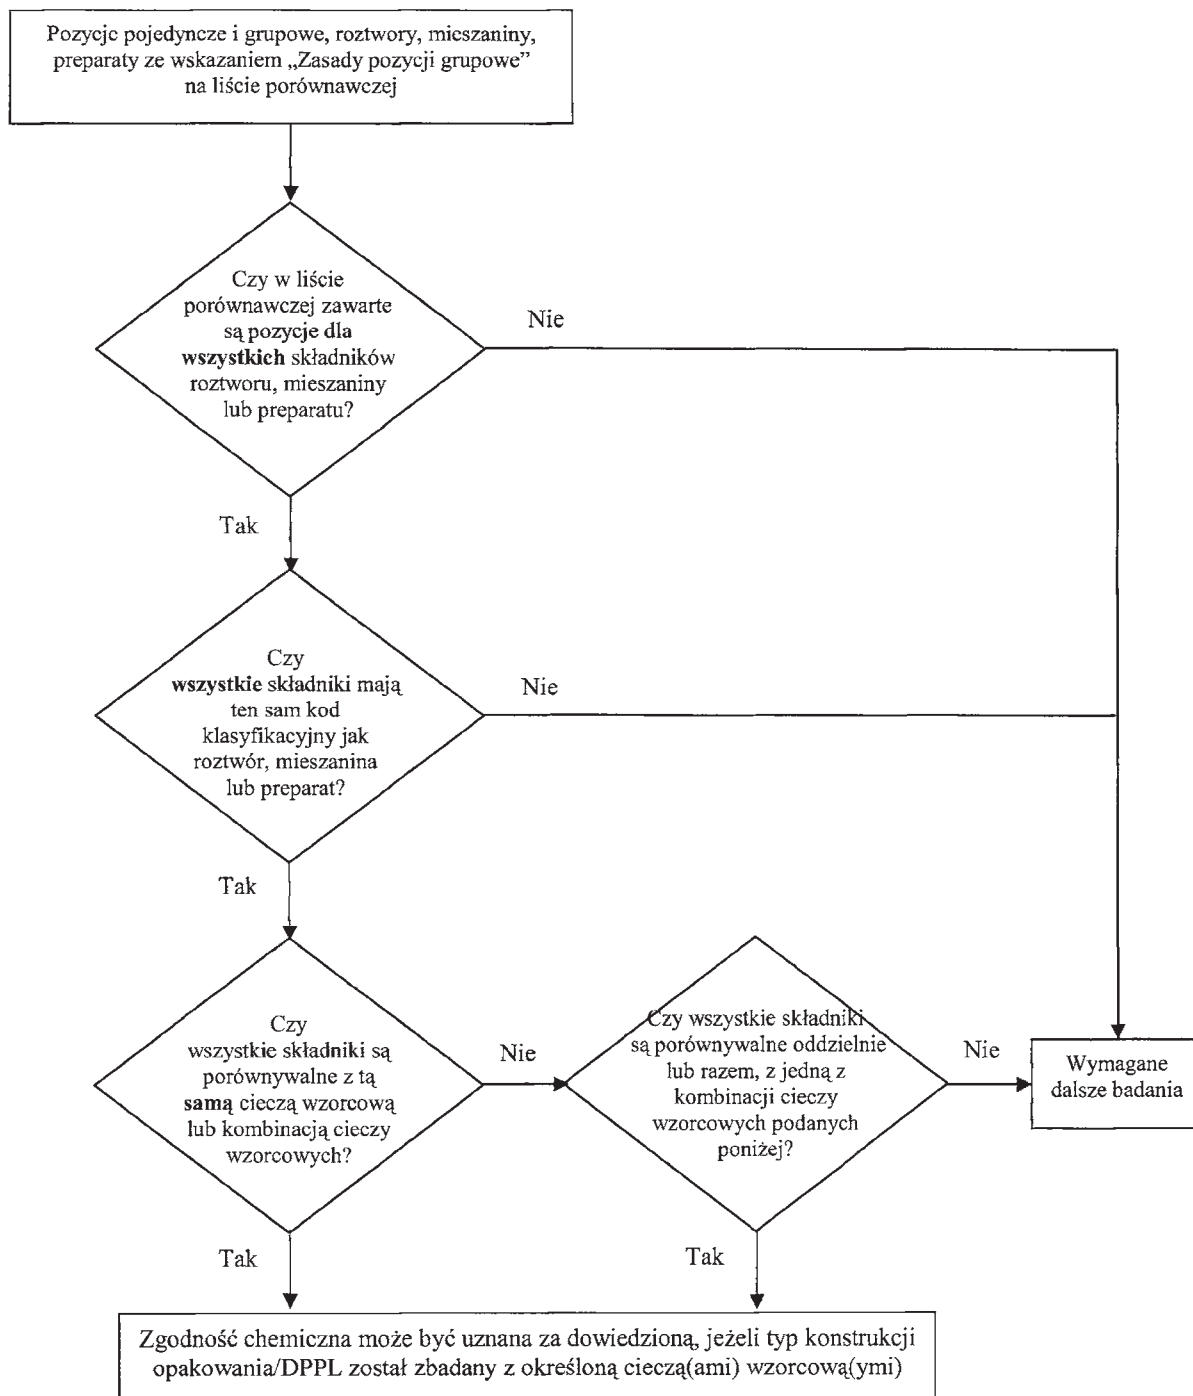 Pozycje pojedyncze i grupowe, roztwory, mieszaniny,
preparaty ze wskazaniem „Zasady pozycji grupowe”
na liście porównawczej
Czy w liście
porównawczej zawarte
są pozycje dla
wszystkich składników
roztworu, mieszaniny
lub preparatu?
Nie
Tak
Czy
wszystkie składniki mają
ten sam kod
klasyfikacyjny jak
roztwór, mieszanina
lub preparat?
Nie
Tak
Czy
wszystkie składniki są
porównywalne z tą
samą cieczą wzorcową
lub kombinacją cieczy
wzorcowych?
Nie
Czy wszystkie składniki
są porównywalne oddzielnie
lub razem, z jedną z
kombinacji cieczy
wzorcowych podanych
poniżej?
Nie
Wymagane
dalsze badania
Tak
Tak
Zgodność chemiczna może być uznana za dowiedzioną, jeżeli typ konstrukcji
opakowania/DPPL został zbadany z określoną cieczą(ami) wzorcową(ymi)